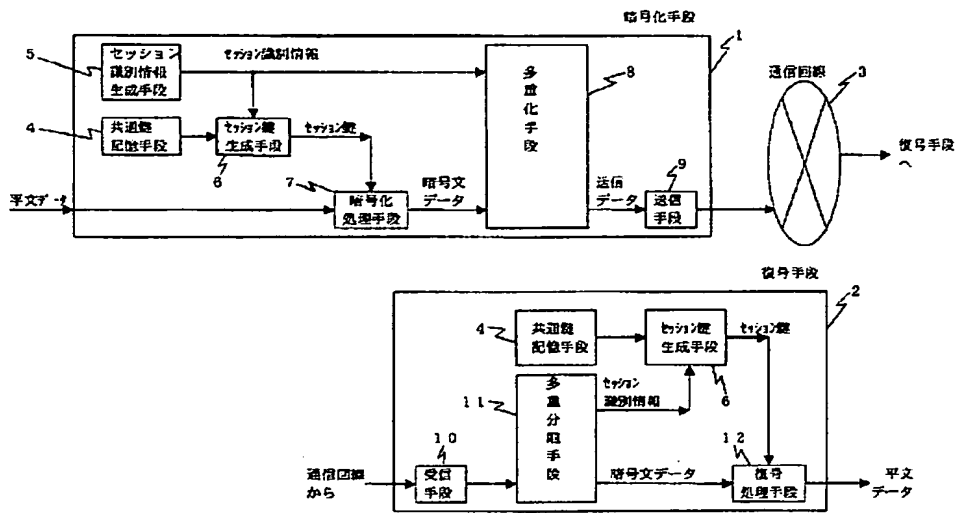 暗号化手段
1
5
セッション
識別情報
生成手段
セッション識別情報
多重化手段
8
通信回線
3
4
共通鍵
記憶手段
セッション鍵
生成手段
6
セッション鍵
復号手段
へ
7
暗号化
処理手段
暗号文
データ
送信
データ
9
送信
手段
平文データ
復号手段
2
4
共通鍵
記憶手段
セッション鍵
生成手段
6
セッション鍵
11
多重分取手段
セッション
識別情報
10
受信
手段
通信回線
から
暗号文データ
12
復号
処理手段
平文
データ